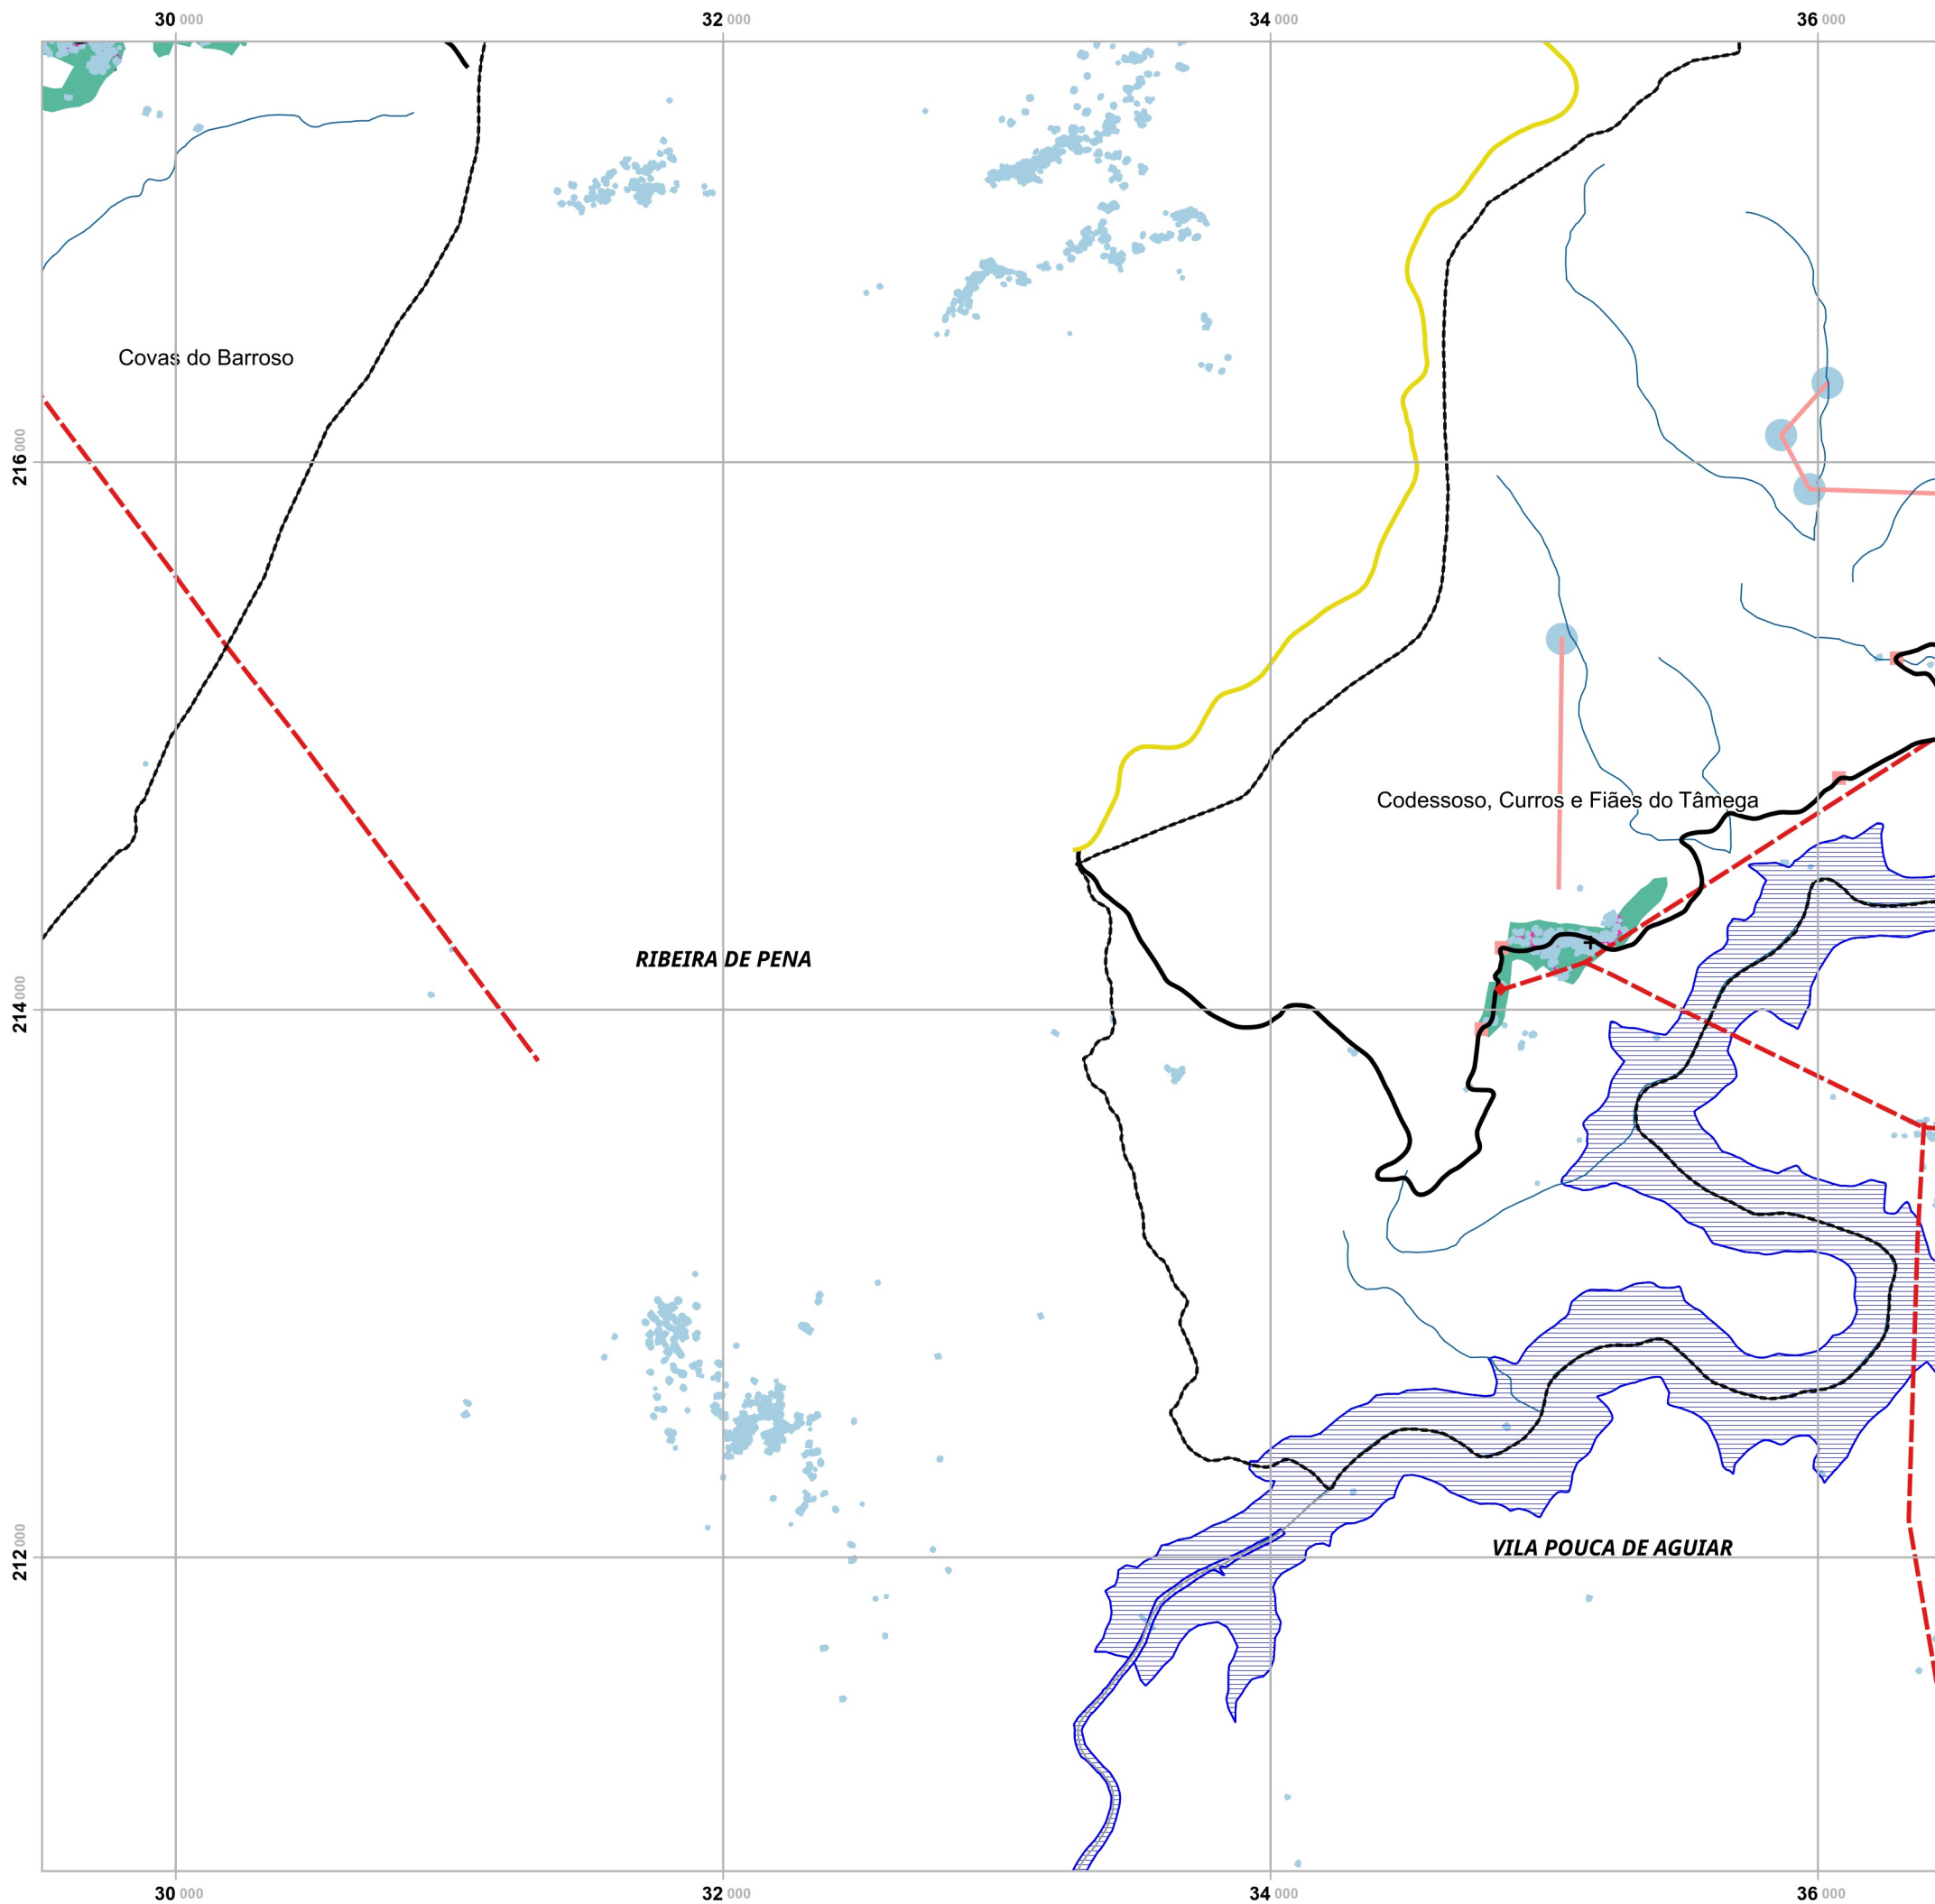 30 000 32 000 34 000 36 000
Covas do Barroso
216 000
Codessoso, Curros e Fiães do Tâmega
RIBEIRA DE PENA
214 000
VILA POUCA DE AGUIAR
212 000
30 000 32 000 34 000 36 000